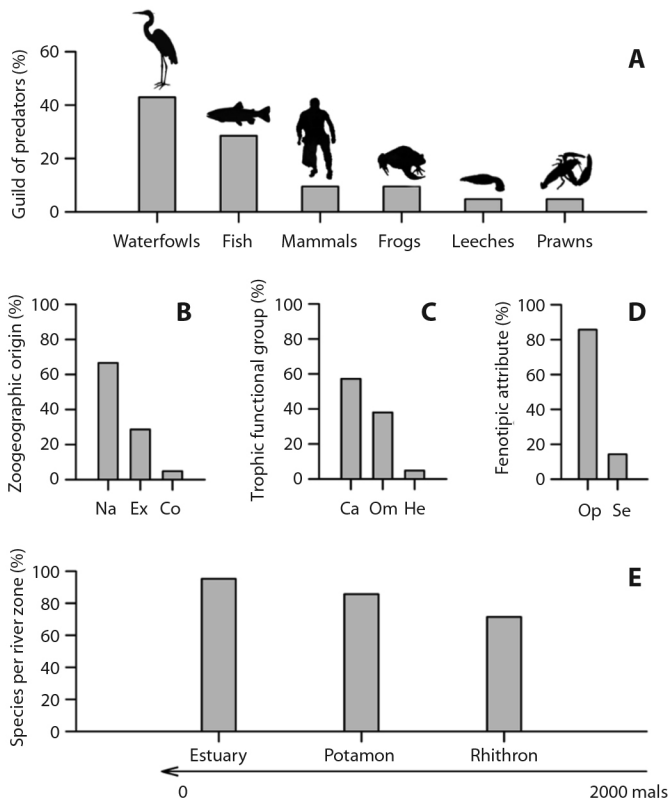 A
Guild of predators (%)
60
40
20
0
Waterfowls Fish Mammals Frogs Leeches Prawns
B
Zoogeographic origin (%)
100
80
60
40
20
0
Na Ex Co
C
Trophic functional group (%)
100
80
60
40
20
0
Ca Om He
D
Fenotipic attribute (%)
100
80
60
40
20
0
Op Se
E
Species per river zone (%)
100
80
60
40
20
0
Estuary Potamon Rhithron
0 2000 mals